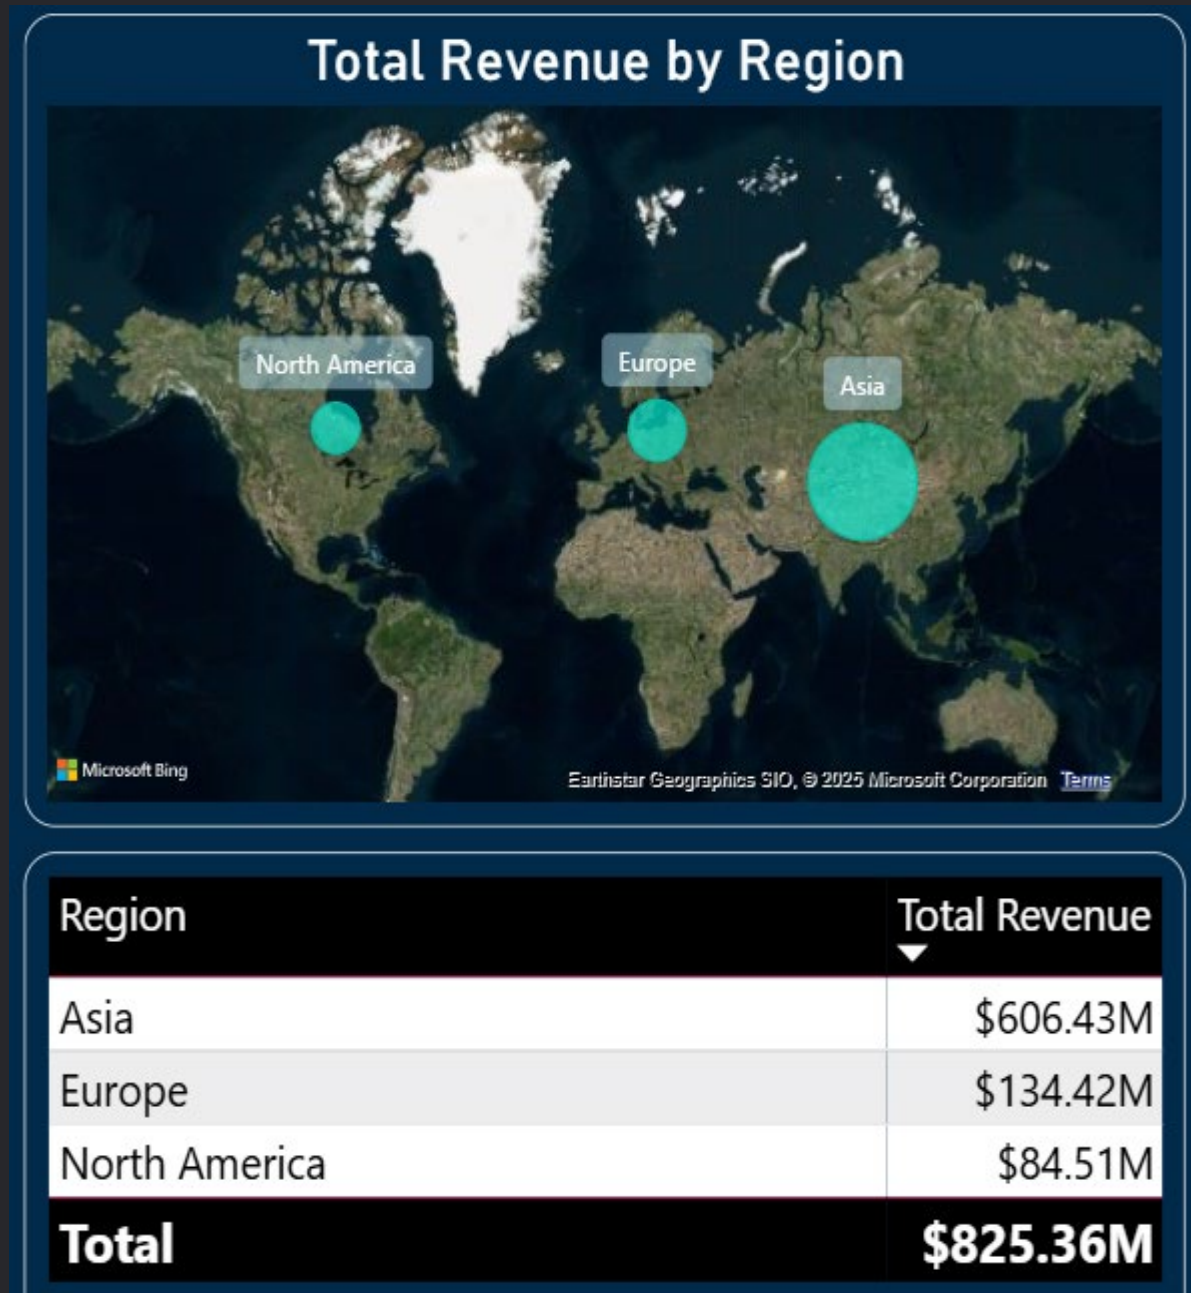 Total Revenue by Region
North America
Europe
Asia
Microsoft Bing
Earthstar Geographics SIO, © 2025 Microsoft Corporation Terms
Region Total Revenue
Asia $606.43M
Europe $134.42M
North America $84.51M
Total $825.36M